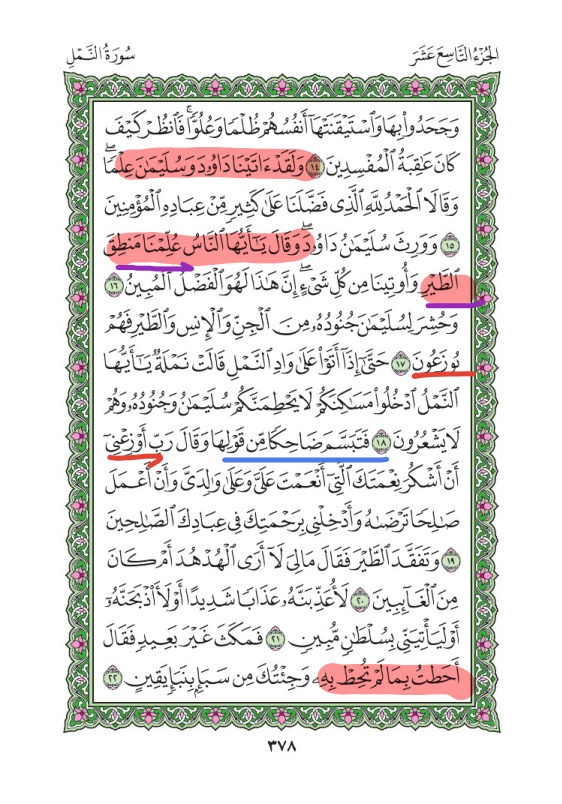 الجُزْءُ التَّاسِعَ عَشَرَ
سُورَةُ النَّمْلِ
وَجَحَدُوا۟ بِهَا وَٱسْتَيْقَنَتْهَآ أَنفُسُهُمْ ظُلْمًا وَعُلُوًّا ۚ فَٱنظُرْ كَيْفَ
كَانَ عَٰقِبَةُ ٱلْمُفْسِدِينَ ١٤ وَلَقَدْ ءَاتَيْنَا دَاوُۥدَ وَسُلَيْمَٰنَ عِلْمًا ۖ
وَقَالَا ٱلْحَمْدُ لِلَّهِ ٱلَّذِى فَضَّلَنَا عَلَىٰ كَثِيرٍ مِّنْ عِبَادِهِ ٱلْمُؤْمِنِينَ
١٥ وَوَرِثَ سُلَيْمَٰنُ دَاوُۥدَ ۖ وَقَالَ يَٰٓأَيُّهَا ٱلنَّاسُ عُلِّمْنَا مَنطِقَ
ٱلطَّيْرِ وَأُوتِينَا مِن كُلِّ شَىْءٍ ۖ إِنَّ هَٰذَا لَهُوَ ٱلْفَضْلُ ٱلْمُبِينُ ١٦
وَحُشِرَ لِسُلَيْمَٰنَ جُنُودُهُۥ مِنَ ٱلْجِنِّ وَٱلْإِنسِ وَٱلطَّيْرِ فَهُمْ
يُوزَعُونَ ١٧ حَتَّىٰٓ إِذَآ أَتَوْا۟ عَلَىٰ وَادِ ٱلنَّمْلِ قَالَتْ نَمْلَةٌ يَٰٓأَيُّهَا
ٱلنَّمْلُ ٱدْخُلُوا۟ مَسَٰكِنَكُمْ لَا يَحْطِمَنَّكُمْ سُلَيْمَٰنُ وَجُنُودُهُۥ وَهُمْ
لَا يَشْعُرُونَ ١٨ فَتَبَسَّمَ ضَاحِكًا مِّن قَوْلِهَا وَقَالَ رَبِّ أَوْزِعْنِىٓ
أَنْ أَشْكُرَ نِعْمَتَكَ ٱلَّتِىٓ أَنْعَمْتَ عَلَىَّ وَعَلَىٰ وَٰلِدَىَّ وَأَنْ أَعْمَلَ
صَٰلِحًا تَرْضَىٰهُ وَأَدْخِلْنِى بِرَحْمَتِكَ فِى عِبَادِكَ ٱلصَّٰلِحِينَ
١٩ وَتَفَقَّدَ ٱلطَّيْرَ فَقَالَ مَالِىَ لَآ أَرَى ٱلْهُدْهُدَ أَمْ كَانَ
مِنَ ٱلْغَآئِبِينَ ٢٠ لَأُعَذِّبَنَّهُۥ عَذَابًا شَدِيدًا أَوْ لَأَا۟ذْبَحَنَّهُۥٓ
أَوْ لَيَأْتِيَنِّى بِسُلْطَٰنٍ مُّبِينٍ ٢١ فَمَكَثَ غَيْرَ بَعِيدٍ فَقَالَ
أَحَطتُ بِمَا لَمْ تُحِطْ بِهِۦ وَجِئْتُكَ مِن سَبَإٍۭ بِنَبَإٍ يَقِينٍ ٢٢
٣٧٨